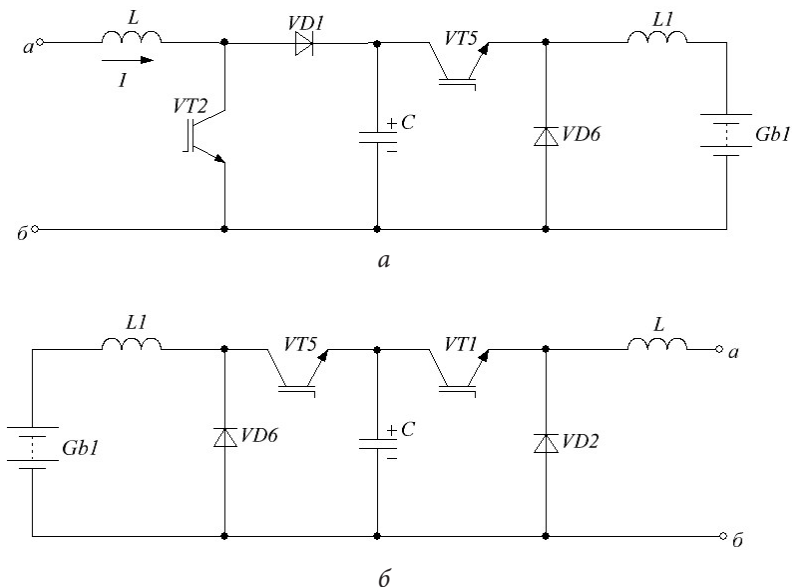 L
VD1
VT5
L1
а
I
VT2
+ C
−
VD6
Gb1
б
а
L1
VT5
VT1
L
а
Gb1
VD6
+ C
−
VD2
б
б